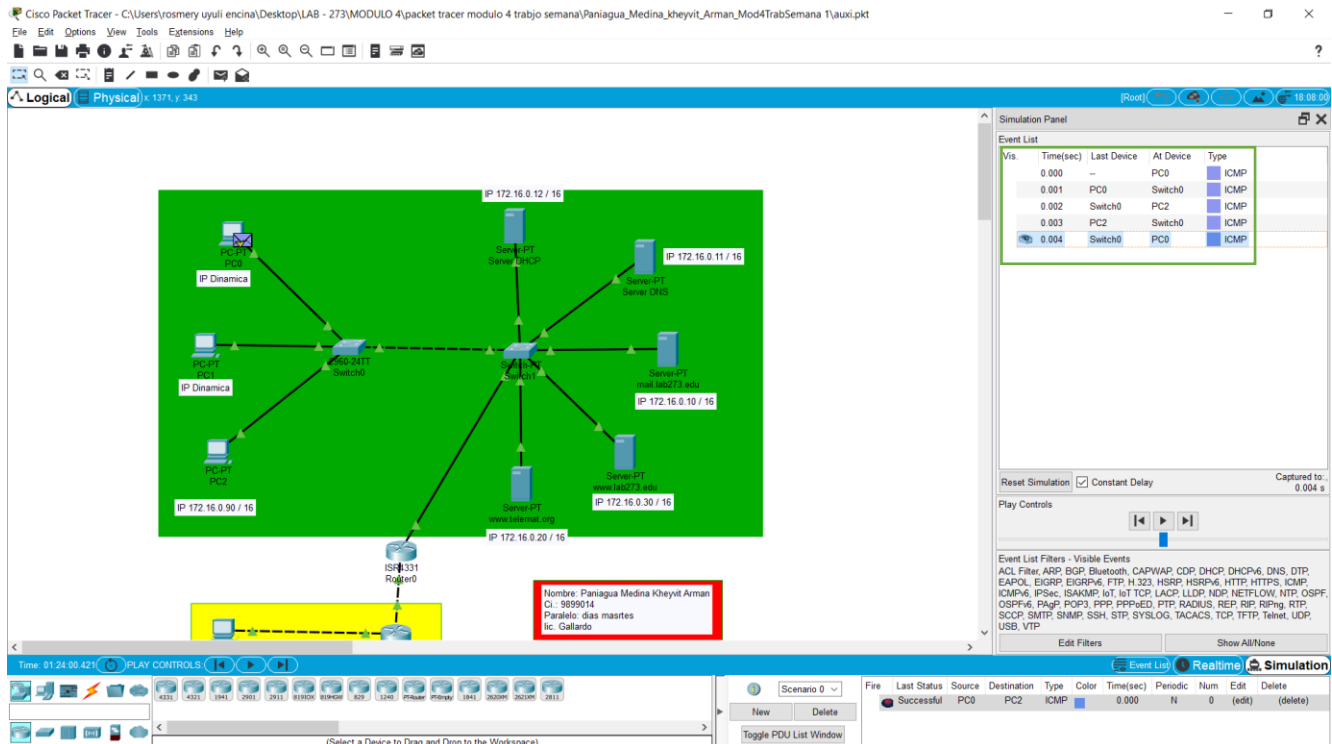 Cisco Packet Tracer - C:\Users\rosmery uyuli encina\Desktop\LAB - 273\MODULO 4\packet tracer modulo 4 trabjo semana\Paniagua_Medina_kheyvit_Arman_Mod4TrabSemana 1\auxi.pkt
File Edit Options View Tools Extensions Help
?
Logical Physical x: 1371, y: 343 [Root] 18:08:00
Simulation Panel
Event List
Vis. Time(sec) Last Device At Device Type
0.000 -- PC0 ICMP
0.001 PC0 Switch0 ICMP
0.002 Switch0 PC2 ICMP
0.003 PC2 Switch0 ICMP
0.004 Switch0 PC0 ICMP
IP 172.16.0.12 / 16
Server-PT
Server DHCP
IP 172.16.0.11 / 16
Server-PT
Server DNS
PC-PT
PC0
IP Dinamica
PC-PT
PC1
IP Dinamica
2960-24TT
Switch0
Switch-PT
Switch1
Server-PT
mail.lab273.edu
IP 172.16.0.10 / 16
PC-PT
PC2
IP 172.16.0.90 / 16
Server-PT
www.lab273.edu
IP 172.16.0.30 / 16
Server-PT
www.telemat.org
IP 172.16.0.20 / 16
ISR4331
Router0
Nombre: Paniagua Medina Kheyvit Arman
Ci.: 9899014
Paralelo: dias masrtes
lic. Gallardo
Reset Simulation Constant Delay Captured to:
0.004 s
Play Controls
Event List Filters - Visible Events
ACL Filter, ARP, BGP, Bluetooth, CAPWAP, CDP, DHCP, DHCPv6, DNS, DTP,
EAPOL, EIGRP, EIGRPv6, FTP, H.323, HSRP, HSRPv6, HTTP, HTTPS, ICMP,
ICMPv6, IPSec, ISAKMP, IoT, IoT TCP, LACP, LLDP, NDP, NETFLOW, NTP, OSPF,
OSPFv6, PAgP, POP3, PPP, PPPoED, PTP, RADIUS, REP, RIP, RIPng, RTP,
SCCP, SMTP, SNMP, SSH, STP, SYSLOG, TACACS, TCP, TFTP, Telnet, UDP,
USB, VTP
Edit Filters Show All/None
Time: 01:24:00.421 PLAY CONTROLS: Event List Realtime Simulation
4331 4321 1941 2901 2911 819IOX 819HGW 829 1240 PT-Router PT-Empty 1841 2620XM 2621XM 2811
(Select a Device to Drag and Drop to the Workspace)
Scenario 0
New Delete
Toggle PDU List Window
Fire Last Status Source Destination Type Color Time(sec) Periodic Num Edit Delete
Successful PC0 PC2 ICMP 0.000 N 0 (edit) (delete)